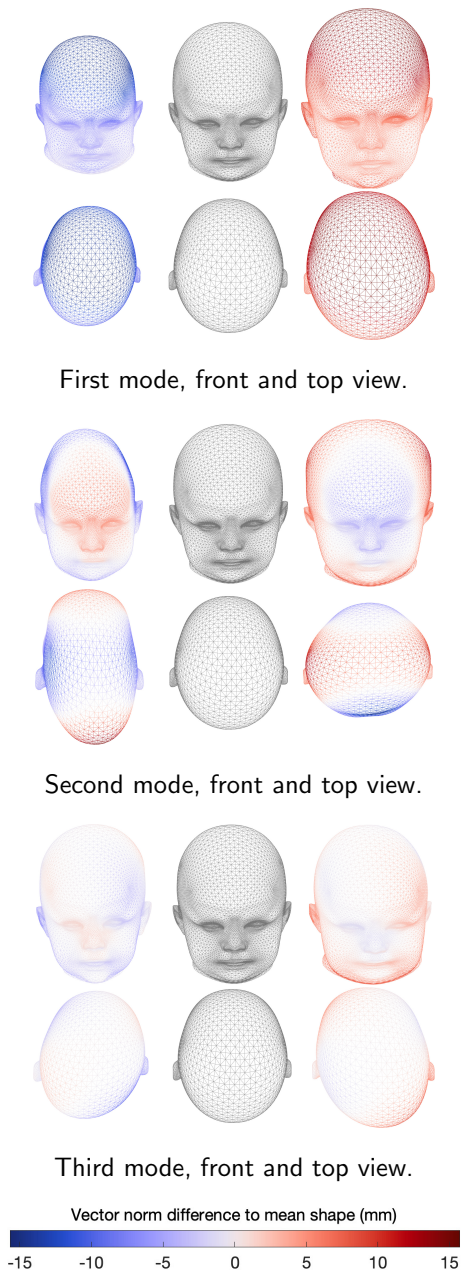 First mode, front and top view.
Second mode, front and top view.
Third mode, front and top view.
Vector norm difference to mean shape (mm)
-15 -10 -5 0 5 10 15